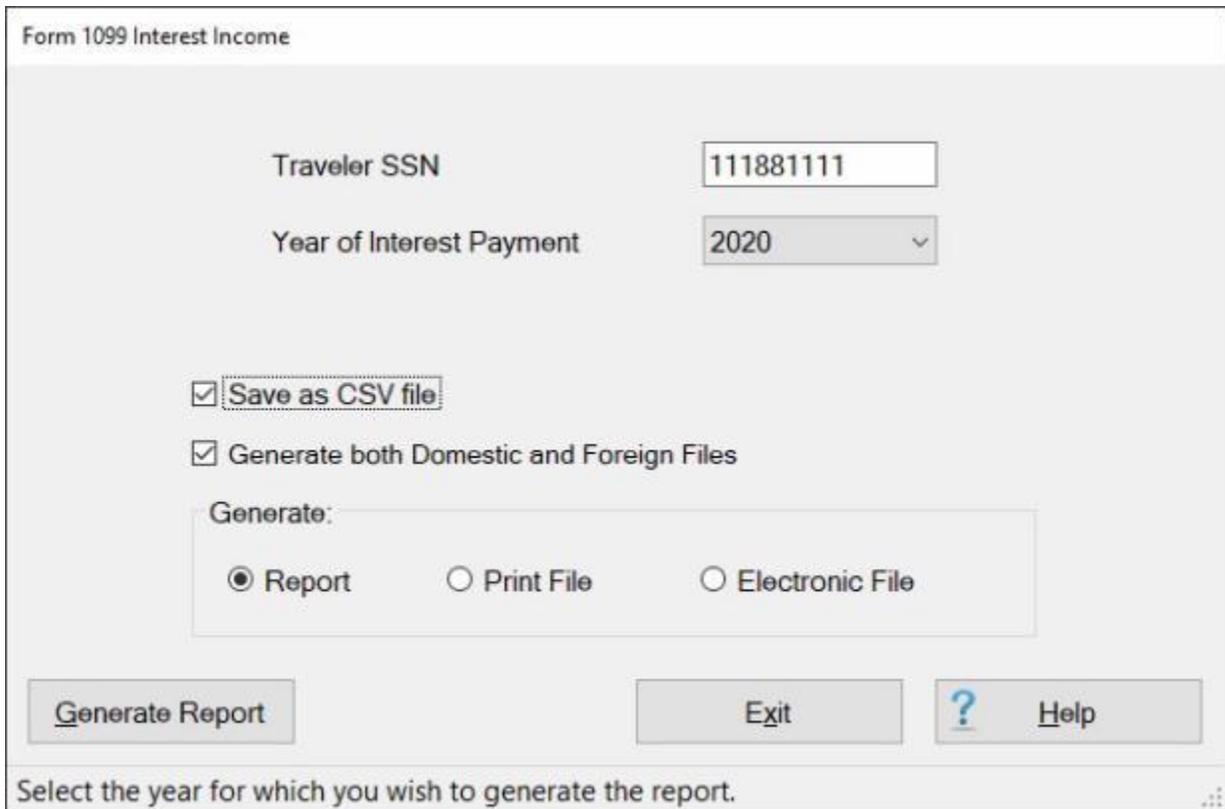 Form 1099 Interest Income
Traveler SSN 111881111
Year of Interest Payment 2020
Save as CSV file
Generate both Domestic and Foreign Files
Generate:
Report Print File Electronic File
Generate Report Exit ? Help
Select the year for which you wish to generate the report.